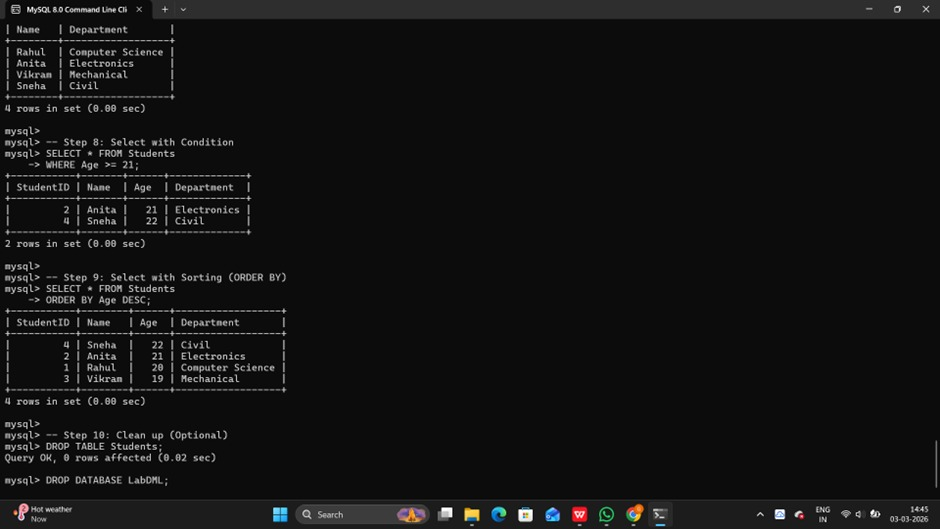 MySQL 8.0 Command Line Cli
| Name   | Department       |
+--------+------------------+
| Rahul  | Computer Science |
| Anita  | Electronics      |
| Vikram | Mechanical       |
| Sneha  | Civil            |
+--------+------------------+
4 rows in set (0.00 sec)
mysql>
mysql> -- Step 8: Select with Condition
mysql> SELECT * FROM Students
    -> WHERE Age >= 21;
+-----------+-------+------+-------------+
| StudentID | Name  | Age  | Department  |
+-----------+-------+------+-------------+
|         2 | Anita |   21 | Electronics |
|         4 | Sneha |   22 | Civil       |
+-----------+-------+------+-------------+
2 rows in set (0.00 sec)
mysql>
mysql> -- Step 9: Select with Sorting (ORDER BY)
mysql> SELECT * FROM Students
    -> ORDER BY Age DESC;
+-----------+--------+------+------------------+
| StudentID | Name   | Age  | Department       |
+-----------+--------+------+------------------+
|         4 | Sneha  |   22 | Civil            |
|         2 | Anita  |   21 | Electronics      |
|         1 | Rahul  |   20 | Computer Science |
|         3 | Vikram |   19 | Mechanical       |
+-----------+--------+------+------------------+
4 rows in set (0.00 sec)
mysql>
mysql> -- Step 10: Clean up (Optional)
mysql> DROP TABLE Students;
Query OK, 0 rows affected (0.02 sec)
mysql> DROP DATABASE LabDML;
Hot weather
Now
Search
ENG
IN
14:45
03-03-2026